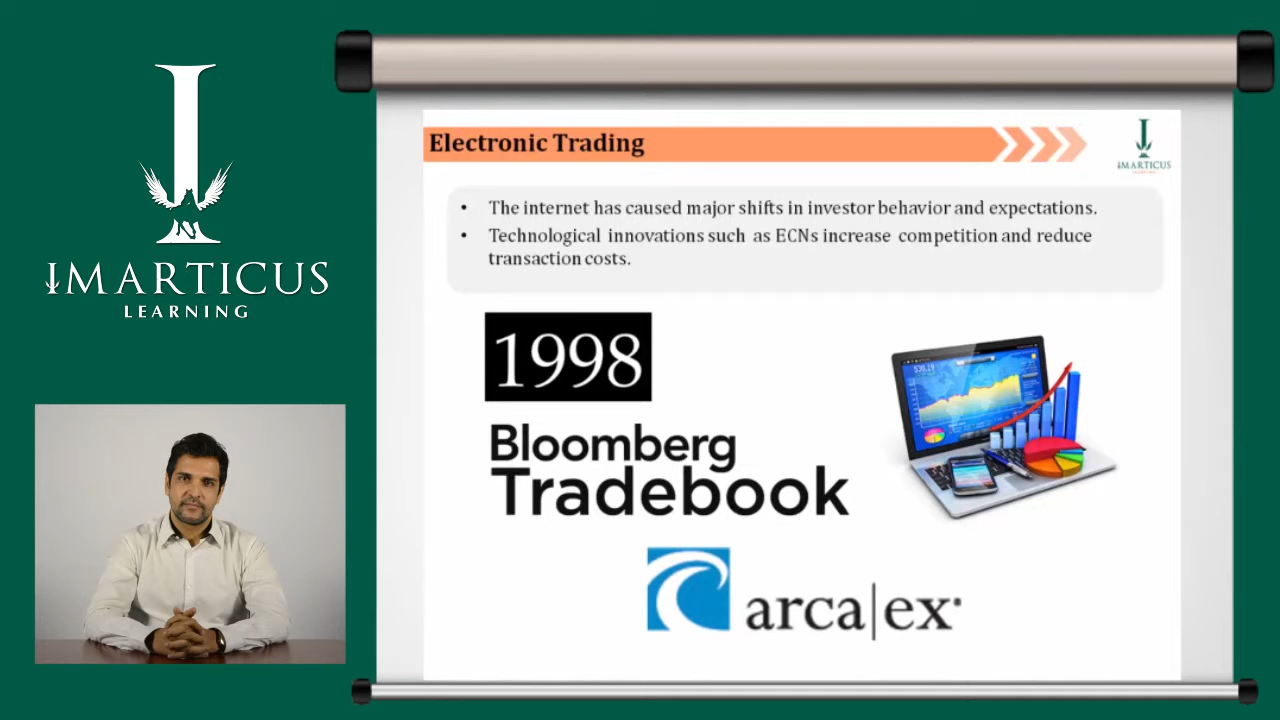 IMARTICUS
LEARNING
Electronic Trading
IMARTICUS
• The internet has caused major shifts in investor behavior and expectations.
• Technological innovations such as ECNs increase competition and reduce
transaction costs.
1998
Bloomberg
Tradebook
arca|ex